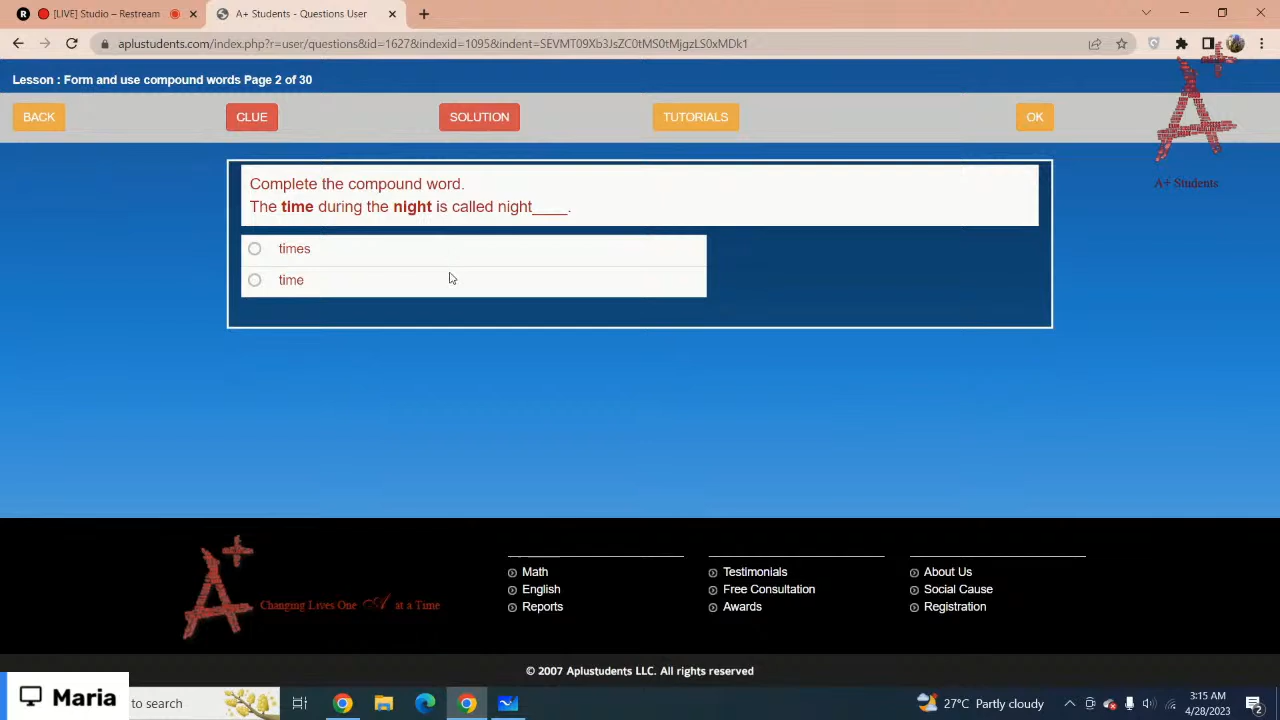 [LIVE] Studio – Restream
A+ Students - Questions User
aplustudents.com/index.php?r=user/questions&id=1627&indexid=1095&indent=SEVMT09Xb3JsZC0tMS0tMjgzLS0xMDk1
Lesson : Form and use compound words Page 2 of 30
BACK
CLUE
SOLUTION
TUTORIALS
OK
A+ Students
Complete the compound word.
The time during the night is called night____.
times
time
Changing Lives One A at a Time
Math
English
Reports
Testimonials
Free Consultation
Awards
About Us
Social Cause
Registration
© 2007 Aplustudents LLC. All rights reserved
Maria
to search
27°C Partly cloudy
3:15 AM
4/28/2023
2